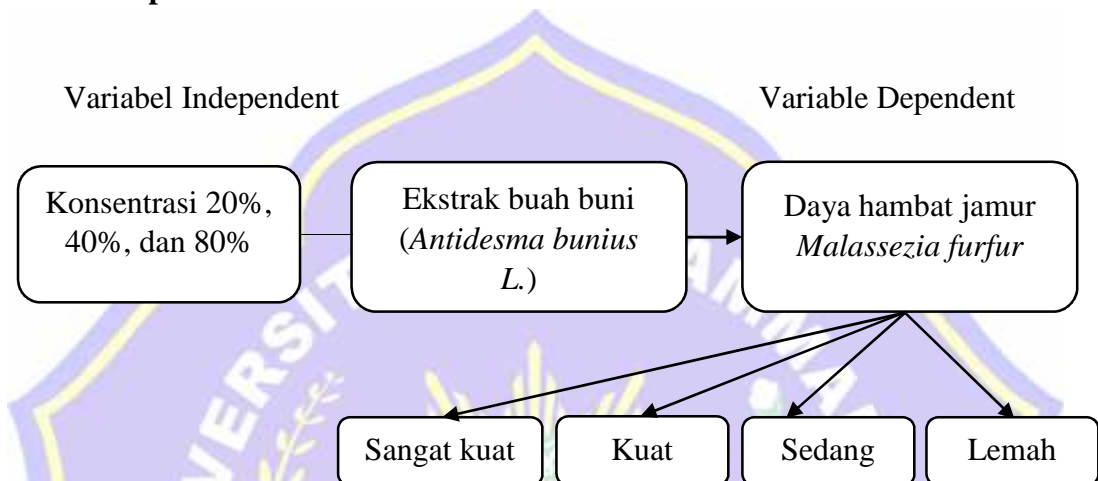 Variabel Independent
Variable Dependent
Konsentrasi 20%,
40%, dan 80%
Ekstrak buah buni
(Antidesma bunius
L.)
Daya hambat jamur
Malassezia furfur
Sangat kuat
Kuat
Sedang
Lemah